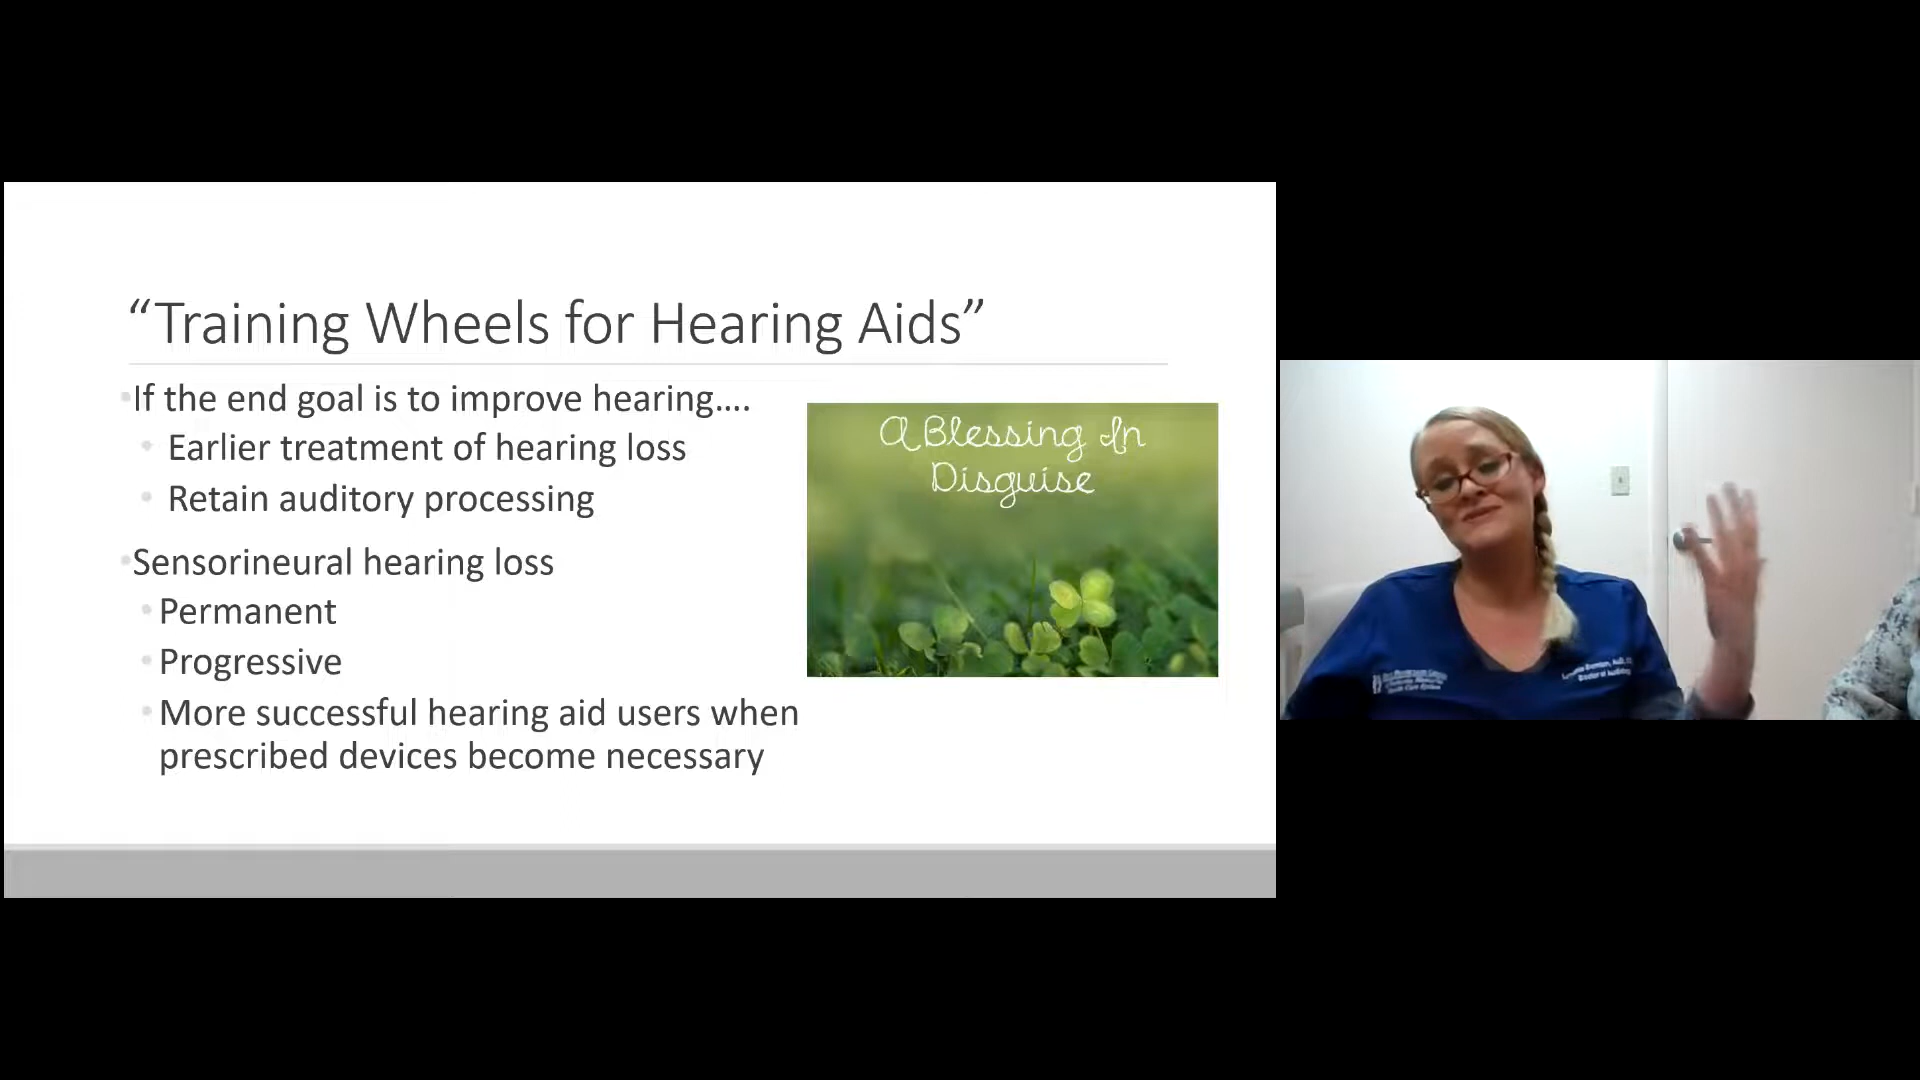 “Training Wheels for Hearing Aids”
If the end goal is to improve hearing....
Earlier treatment of hearing loss
Retain auditory processing
Sensorineural hearing loss
Permanent
Progressive
More successful hearing aid users when
prescribed devices become necessary
A Blessing In
Disguise